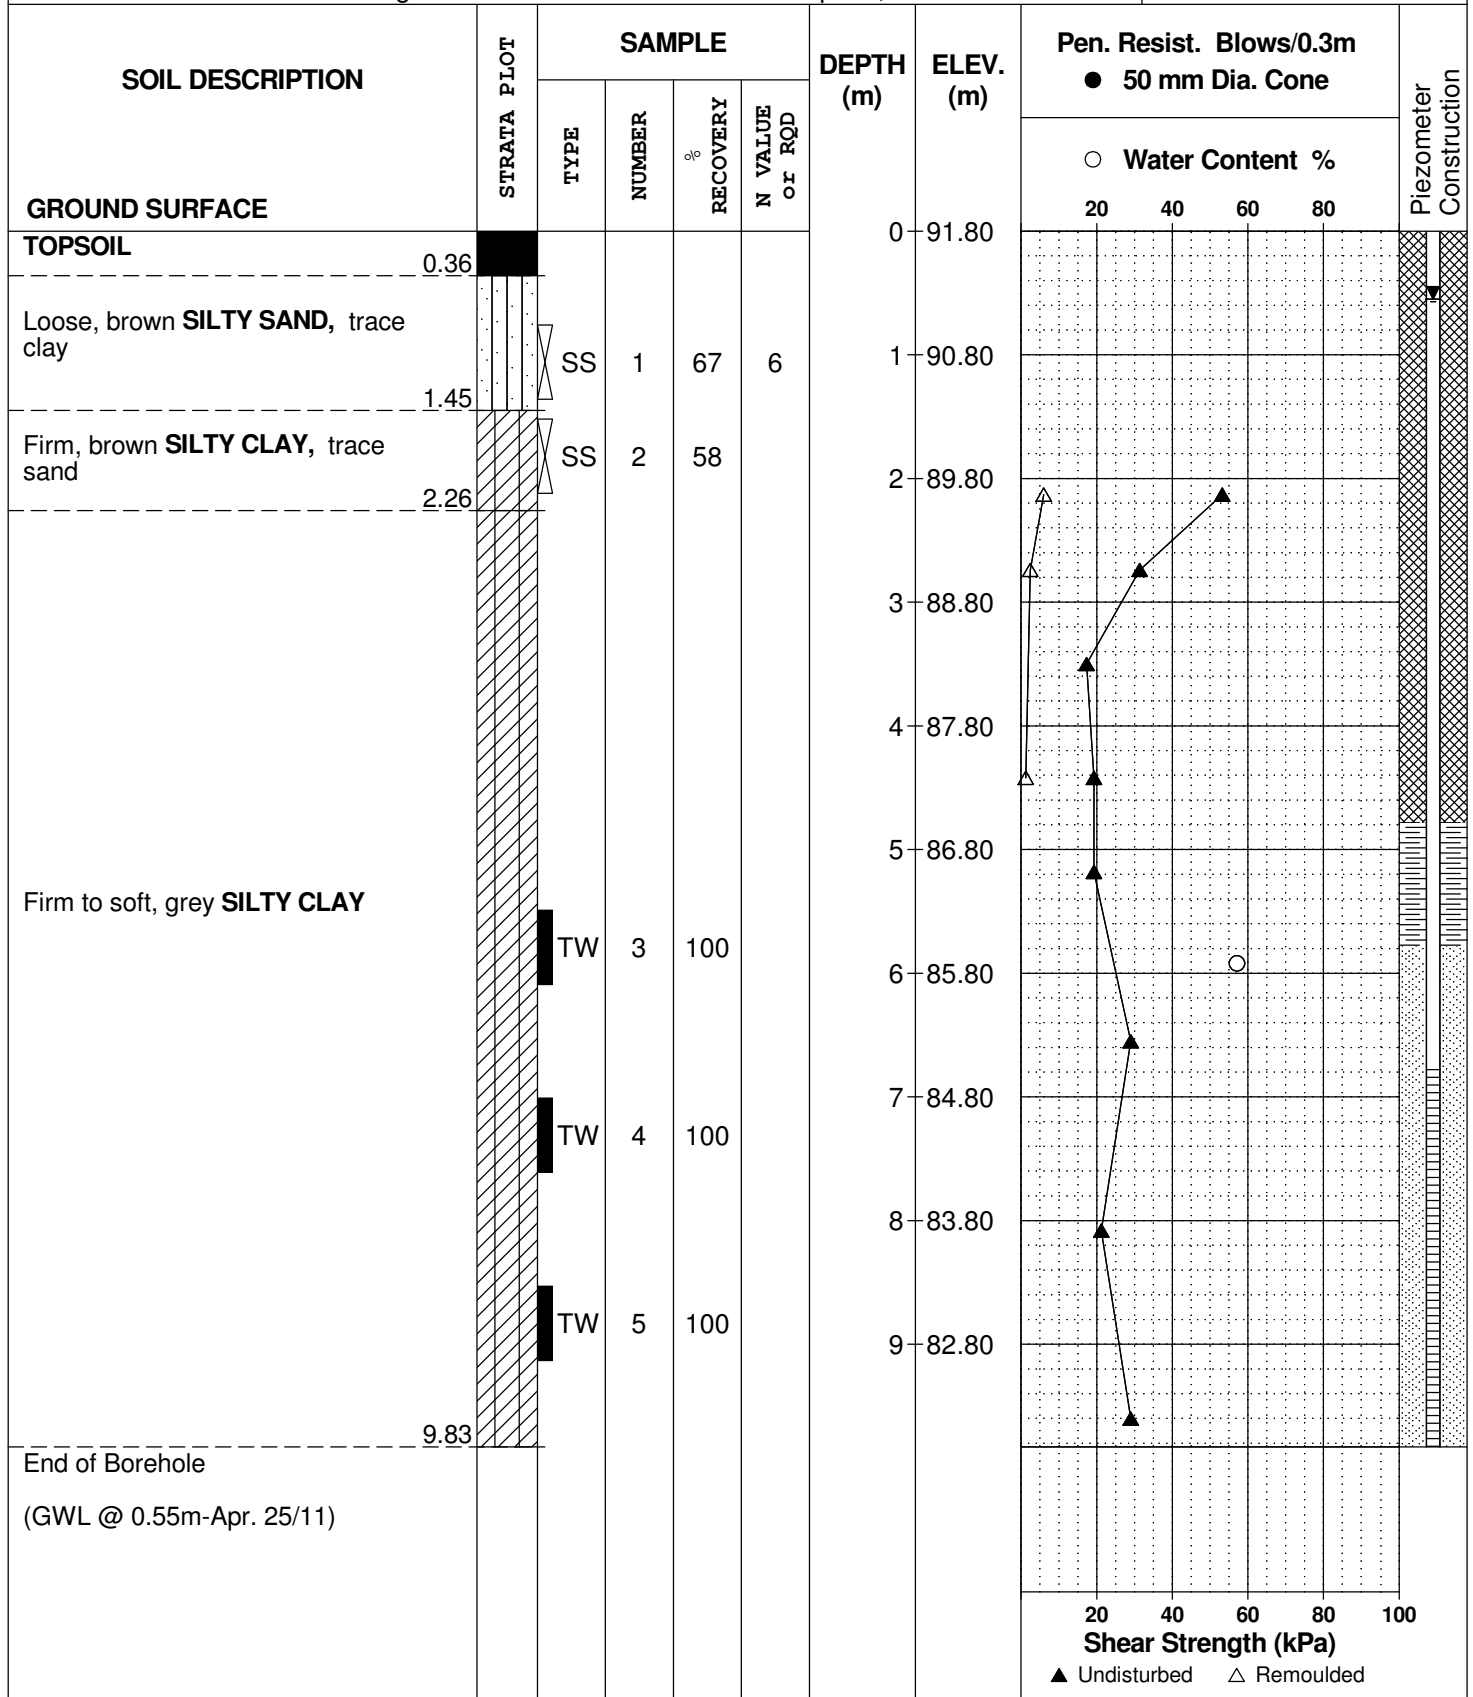 SOIL DESCRIPTION
GROUND SURFACE
STRATA PLOT
SAMPLE
TYPE
NUMBER
%
RECOVERY
N VALUE
or RQD
DEPTH
(m)
ELEV.
(m)
Pen. Resist. Blows/0.3m
● 50 mm Dia. Cone
○ Water Content %
20 40 60 80
Piezometer
Construction
TOPSOIL
0.36
Loose, brown SILTY SAND, trace
clay
1.45
Firm, brown SILTY CLAY, trace
sand
2.26
Firm to soft, grey SILTY CLAY
9.83
End of Borehole
(GWL @ 0.55m-Apr. 25/11)
SS 1 67 6
SS 2 58
TW 3 100
TW 4 100
TW 5 100
0 91.80
1 90.80
2 89.80
3 88.80
4 87.80
5 86.80
6 85.80
7 84.80
8 83.80
9 82.80
20 40 60 80 100
Shear Strength (kPa)
▲ Undisturbed △ Remoulded